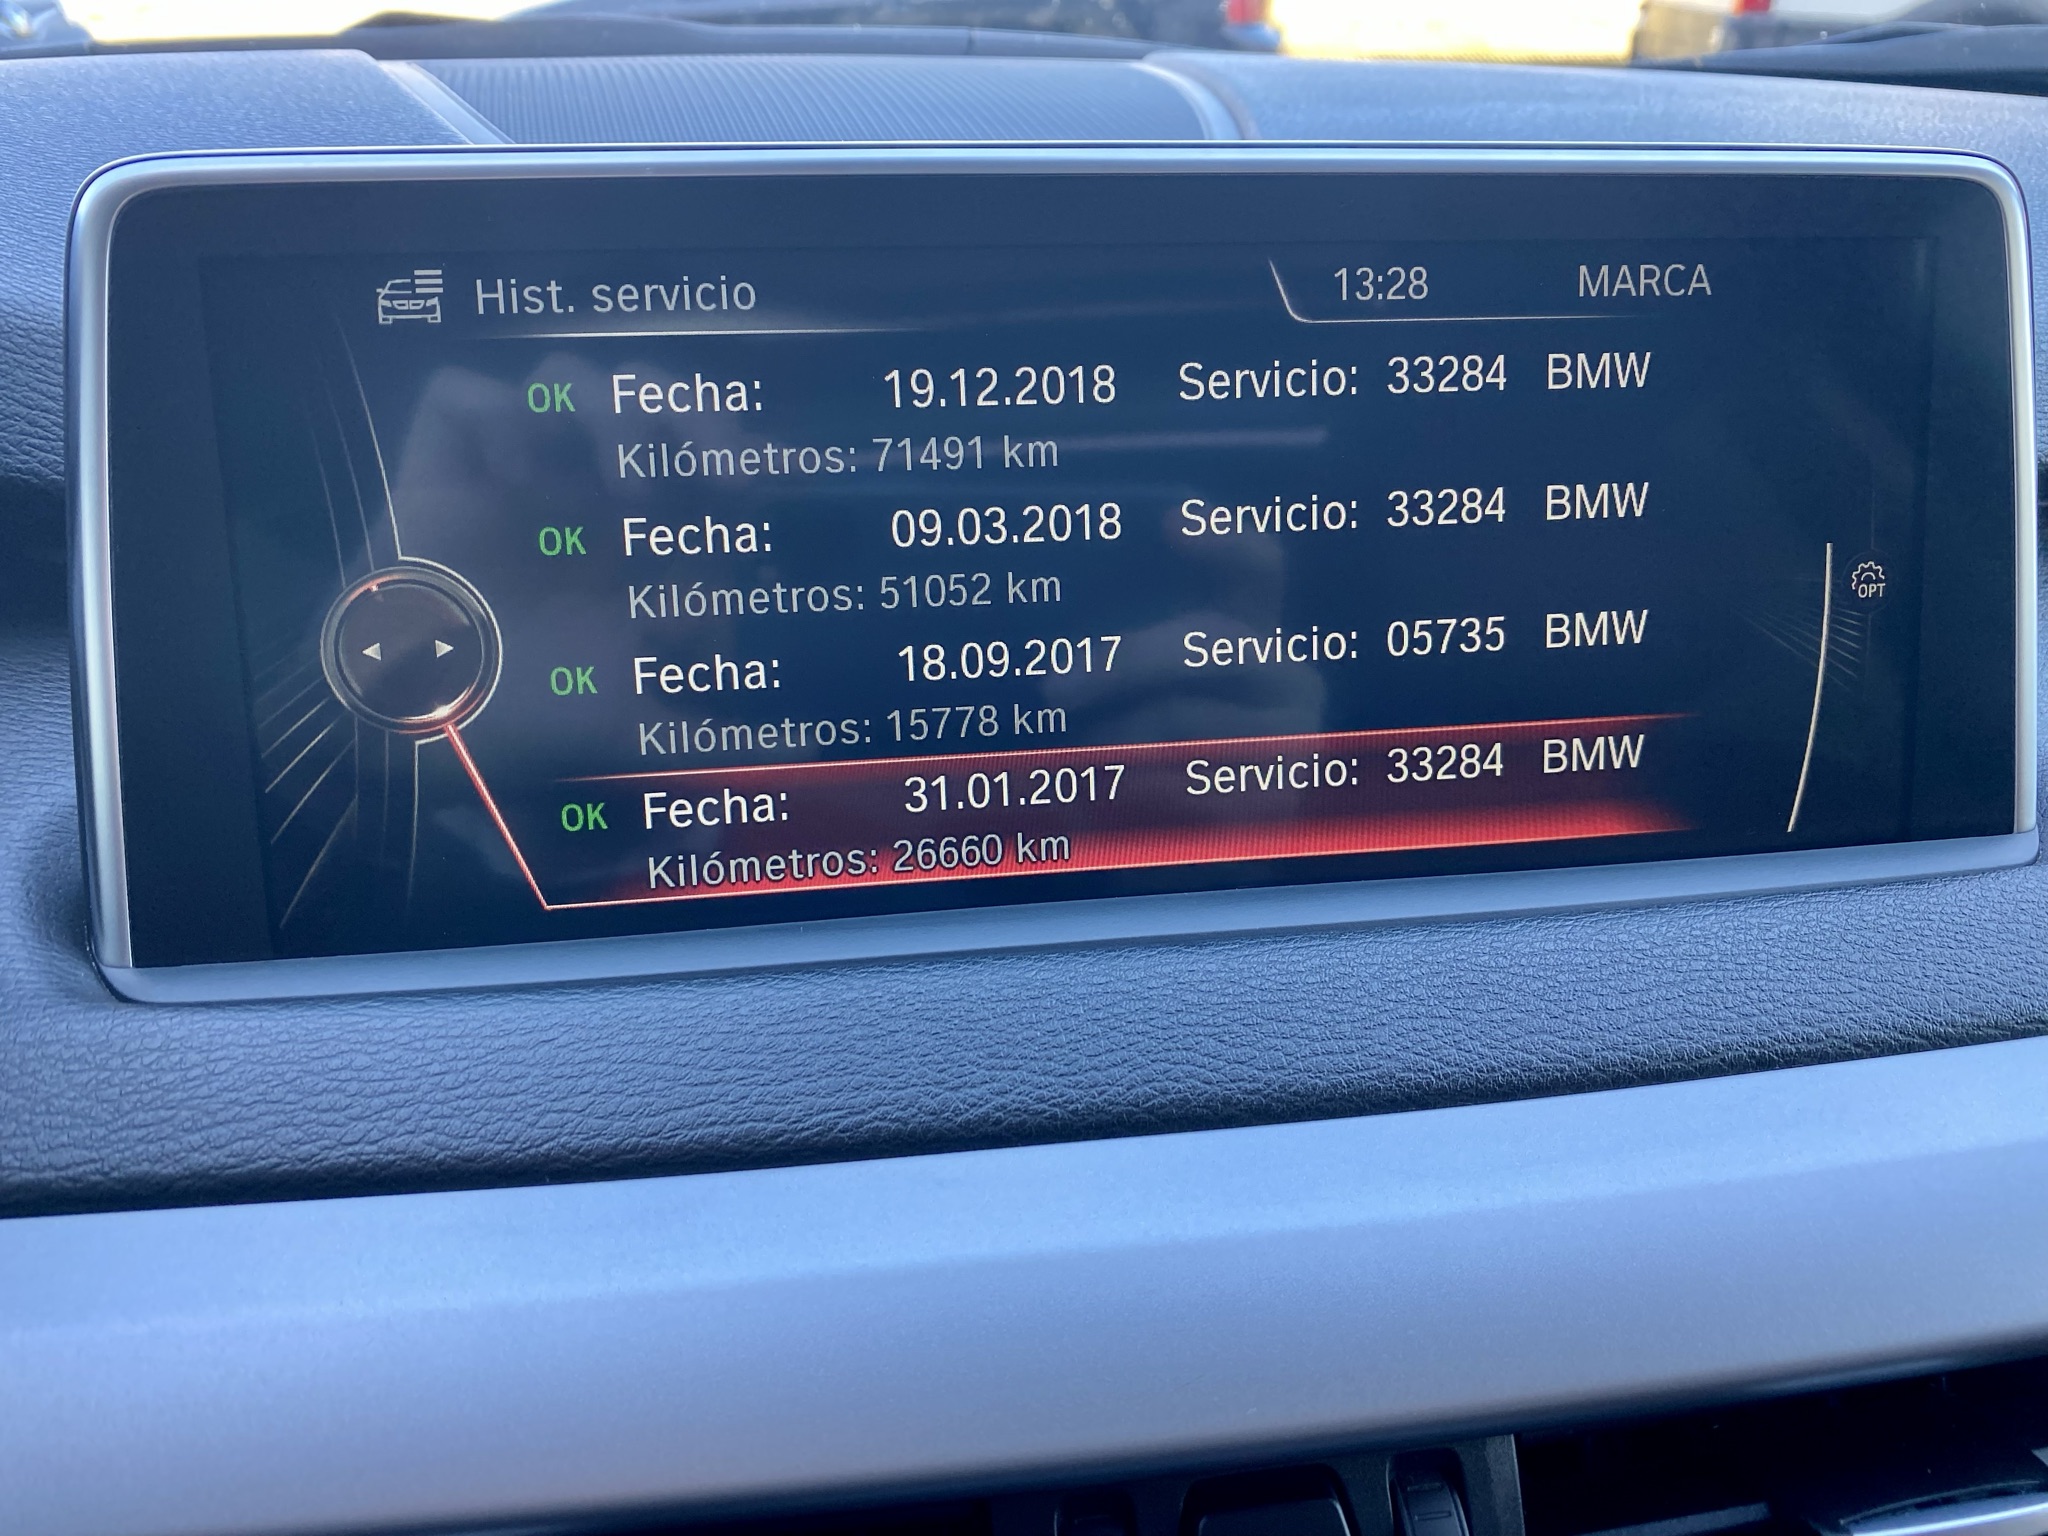 Hist. servicio 13:28 MARCA
OK Fecha: 19.12.2018 Servicio: 33284 BMW
Kilómetros: 71491 km
OK Fecha: 09.03.2018 Servicio: 33284 BMW
Kilómetros: 51052 km
OK Fecha: 18.09.2017 Servicio: 05735 BMW
Kilómetros: 15778 km
OK Fecha: 31.01.2017 Servicio: 33284 BMW
Kilómetros: 26660 km
OPT